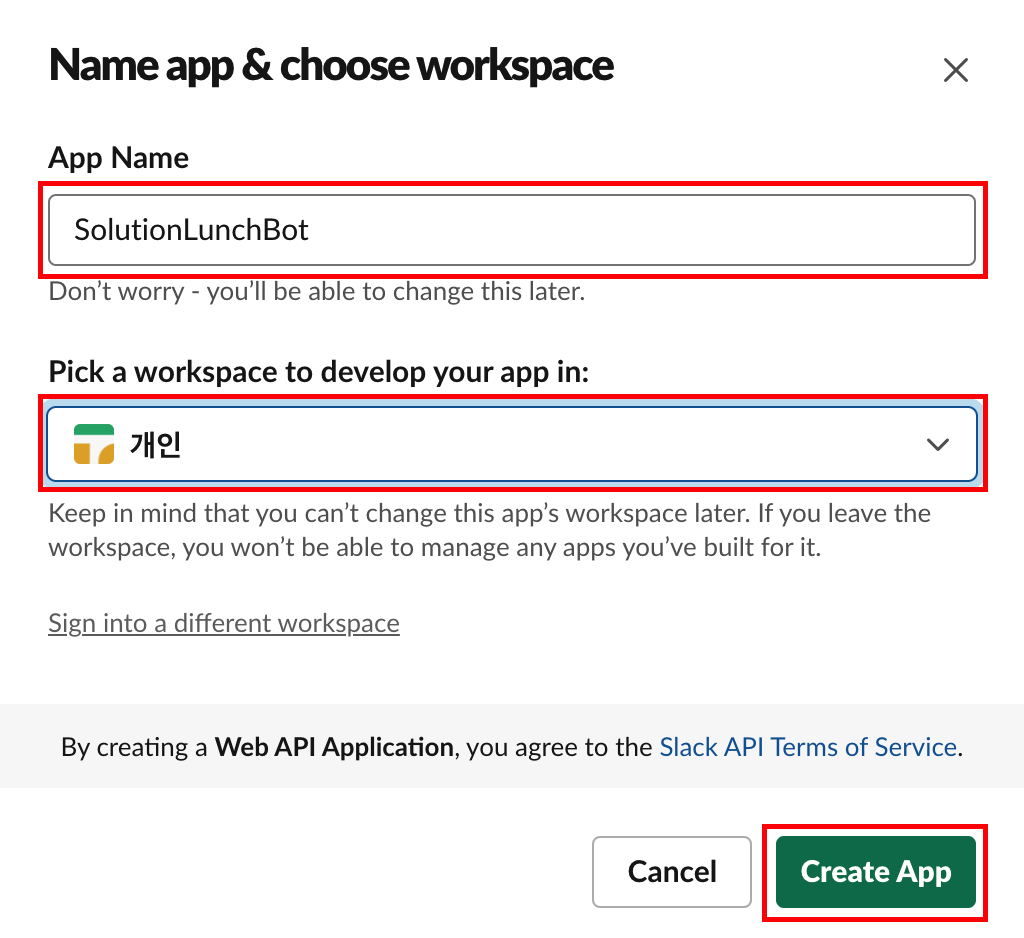 Name app & choose workspace
App Name
SolutionLunchBot
Don’t worry - you’ll be able to change this later.
Pick a workspace to develop your app in:
개인
Keep in mind that you can’t change this app’s workspace later. If you leave the
workspace, you won’t be able to manage any apps you’ve built for it.
Sign into a different workspace
By creating a Web API Application, you agree to the Slack API Terms of Service.
Cancel
Create App